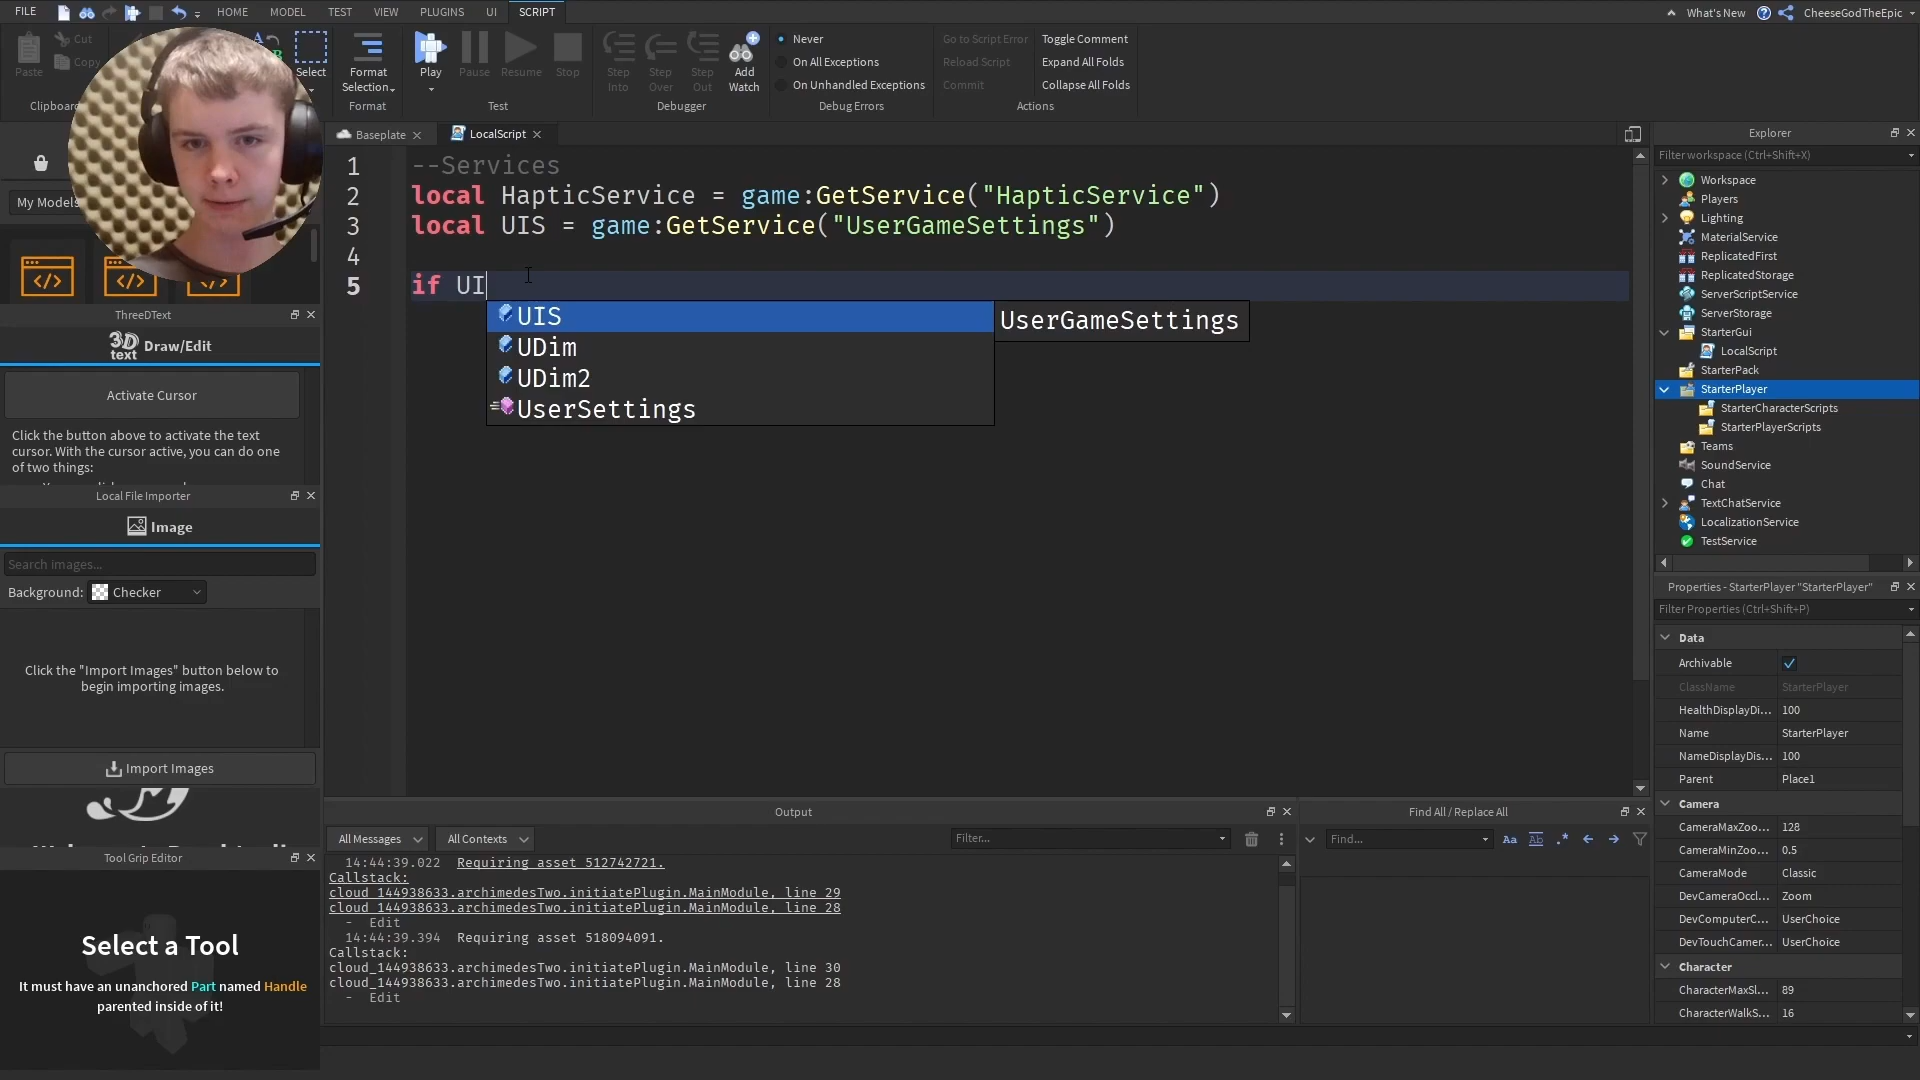 FILE
HOME
MODEL
TEST
VIEW
PLUGINS
UI
SCRIPT
What's New
CheeseGodTheEpic
Paste
Cut
Copy
Clipboard
Select
Format
Selection
Format
Play
Pause
Resume
Stop
Test
Step
Into
Step
Over
Step
Out
Add
Watch
Debugger
Never
On All Exceptions
On Unhandled Exceptions
Debug Errors
Go to Script Error
Reload Script
Commit
Toggle Comment
Expand All Folds
Collapse All Folds
Actions
Baseplate
LocalScript
My Models
1 --Services
2 local HapticService = game:GetService("HapticService")
3 local UIS = game:GetService("UserGameSettings")
4
5 if UI
UIS
UDim
UDim2
UserSettings
UserGameSettings
ThreeDText
3D text Draw/Edit
Activate Cursor
Click the button above to activate the text
cursor. With the cursor active, you can do one
of two things:
Local File Importer
Image
Search images...
Background: Checker
Click the "Import Images" button below to
begin importing images.
Import Images
Tool Grip Editor
Select a Tool
It must have an unanchored Part named Handle
parented inside of it!
Output
All Messages
All Contexts
Filter...
14:44:39.022 Requiring asset 512742721.
Callstack:
cloud_144938633.archimedesTwo.initiatePlugin.MainModule, line 29
cloud_144938633.archimedesTwo.initiatePlugin.MainModule, line 28
- Edit
14:44:39.394 Requiring asset 518094091.
Callstack:
cloud_144938633.archimedesTwo.initiatePlugin.MainModule, line 30
cloud_144938633.archimedesTwo.initiatePlugin.MainModule, line 28
- Edit
Find All / Replace All
Find...
Aa
Ab
.*
Explorer
Filter workspace (Ctrl+Shift+X)
Workspace
Players
Lighting
MaterialService
ReplicatedFirst
ReplicatedStorage
ServerScriptService
ServerStorage
StarterGui
LocalScript
StarterPack
StarterPlayer
StarterCharacterScripts
StarterPlayerScripts
Teams
SoundService
Chat
TextChatService
LocalizationService
TestService
Properties - StarterPlayer "StarterPlayer"
Filter Properties (Ctrl+Shift+P)
Data
Archivable
ClassName StarterPlayer
HealthDisplayDi... 100
Name StarterPlayer
NameDisplayDis... 100
Parent Place1
Camera
CameraMaxZoo... 128
CameraMinZoo... 0.5
CameraMode Classic
DevCameraOccl... Zoom
DevComputerC... UserChoice
DevTouchCamer... UserChoice
Character
CharacterMaxSl... 89
CharacterWalkS... 16